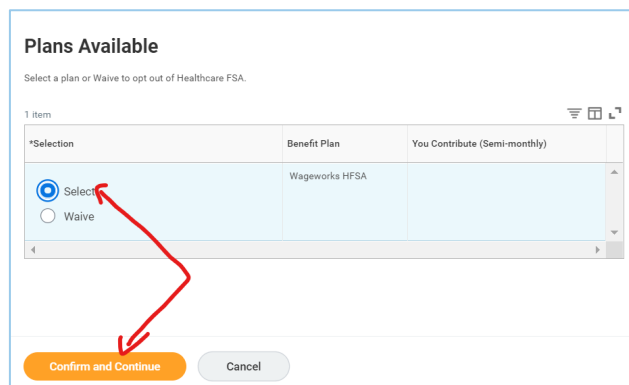 Plans Available
Select a plan or Waive to opt out of Healthcare FSA.
1 item
*Selection Benefit Plan You Contribute (Semi-monthly)
Select Wageworks HFSA
Waive
Confirm and Continue Cancel